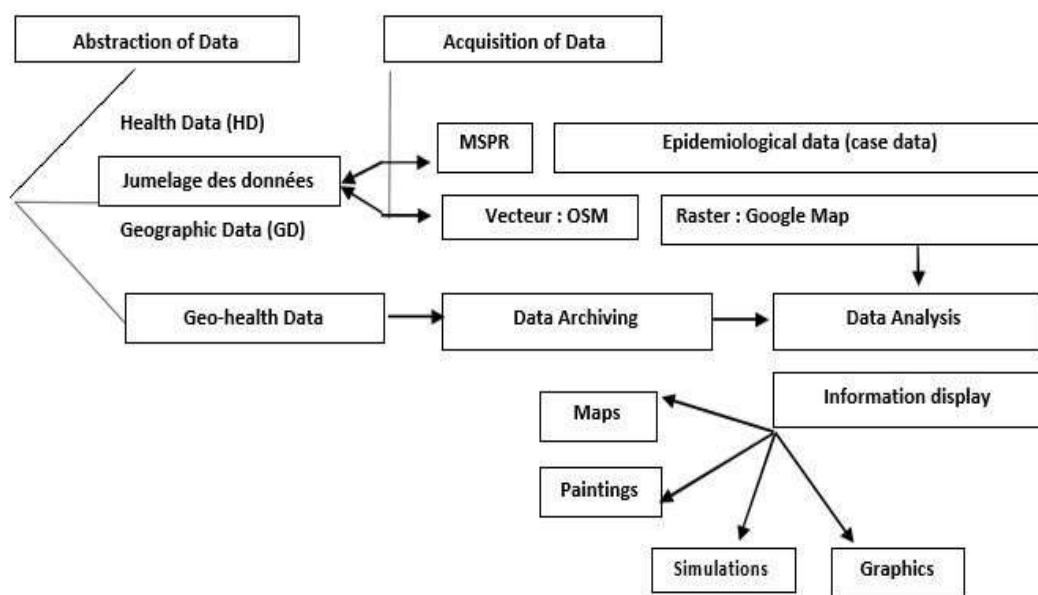 Abstraction of Data
Acquisition of Data
Health Data (HD)
MSPR
Epidemiological data (case data)
Jumelage des données
Vecteur : OSM
Raster : Google Map
Geographic Data (GD)
Geo-health Data
Data Archiving
Data Analysis
Information display
Maps
Paintings
Simulations
Graphics